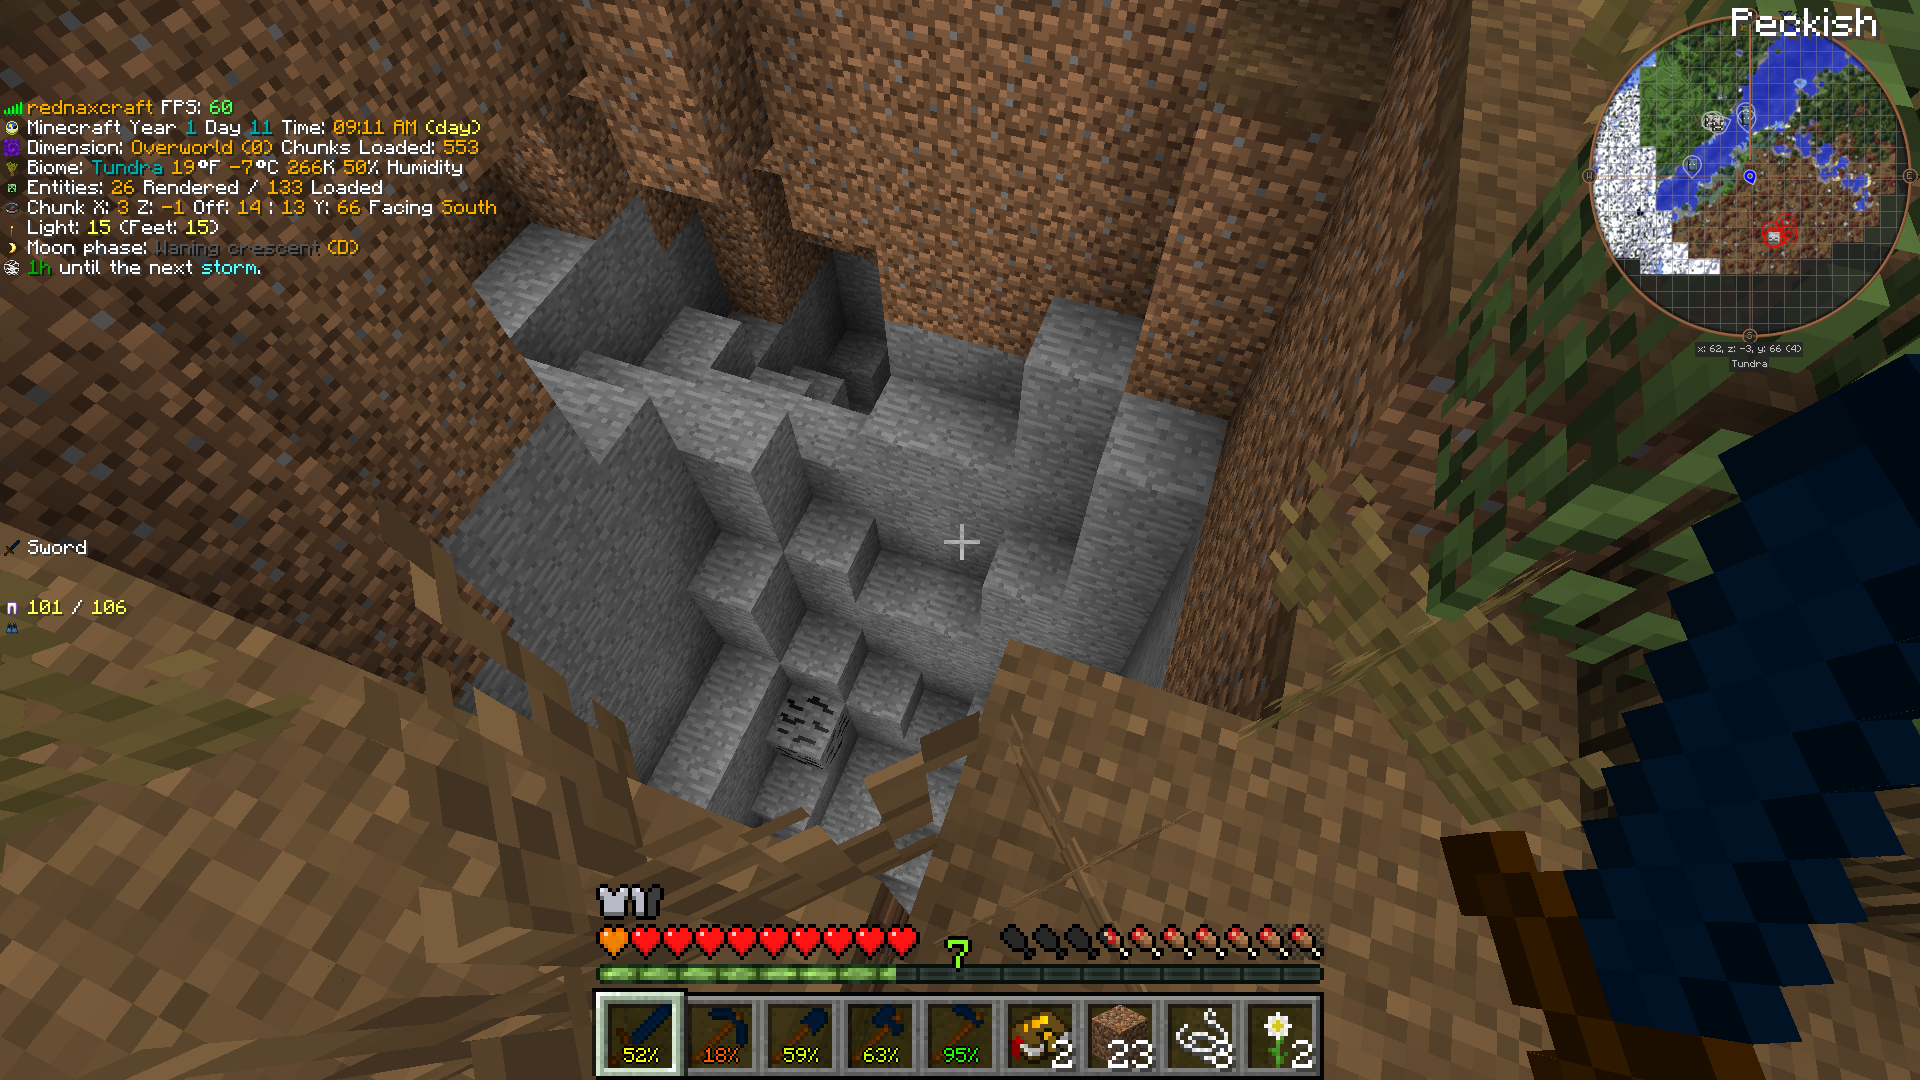 Peckish
rednaxcraft FPS: 60
Minecraft Year 1 Day 11 Time: 09:11 AM (day)
Dimension: Overworld (0) Chunks Loaded: 553
Biome: Tundra 19ºF -7ºC 266K 50% Humidity
Entities: 26 Rendered / 133 Loaded
Chunk X: 3 Z: -1 Off: 14 : 13 Y: 66 Facing South
Light: 15 (Feet: 15)
Moon phase: Waning crescent (D)
1h until the next storm.
W
E
S
x: 62, z: -3, y: 66 (4)
Tundra
Sword
101 / 106
7
52% 18% 59% 63% 95% 2 23 3 2